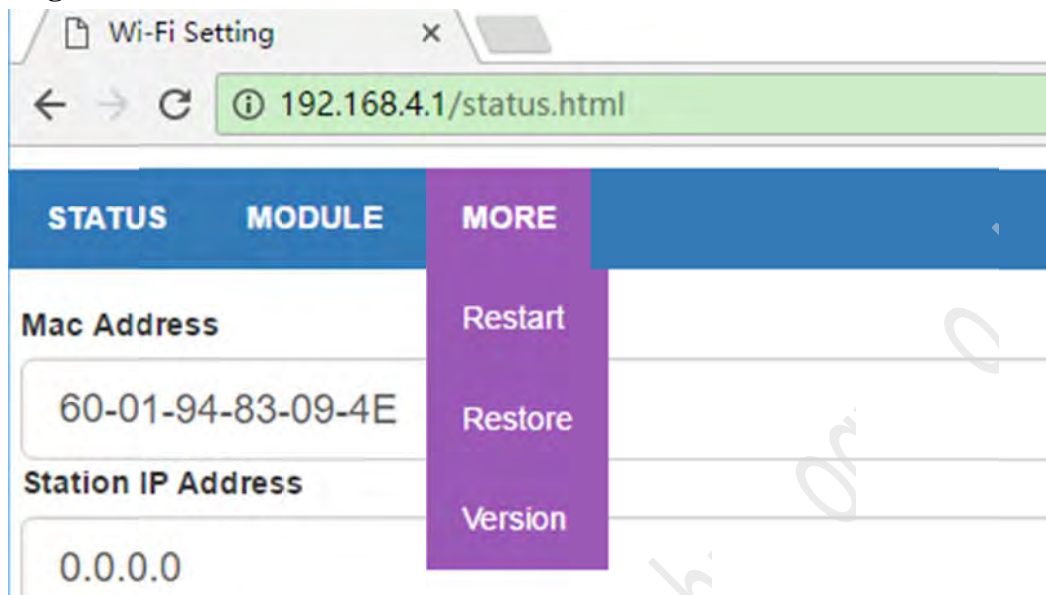 Wi-Fi Setting
192.168.4.1/status.html
STATUS MODULE MORE
Restart
Mac Address
60-01-94-83-09-4E
Restore
Station IP Address
Version
0.0.0.0